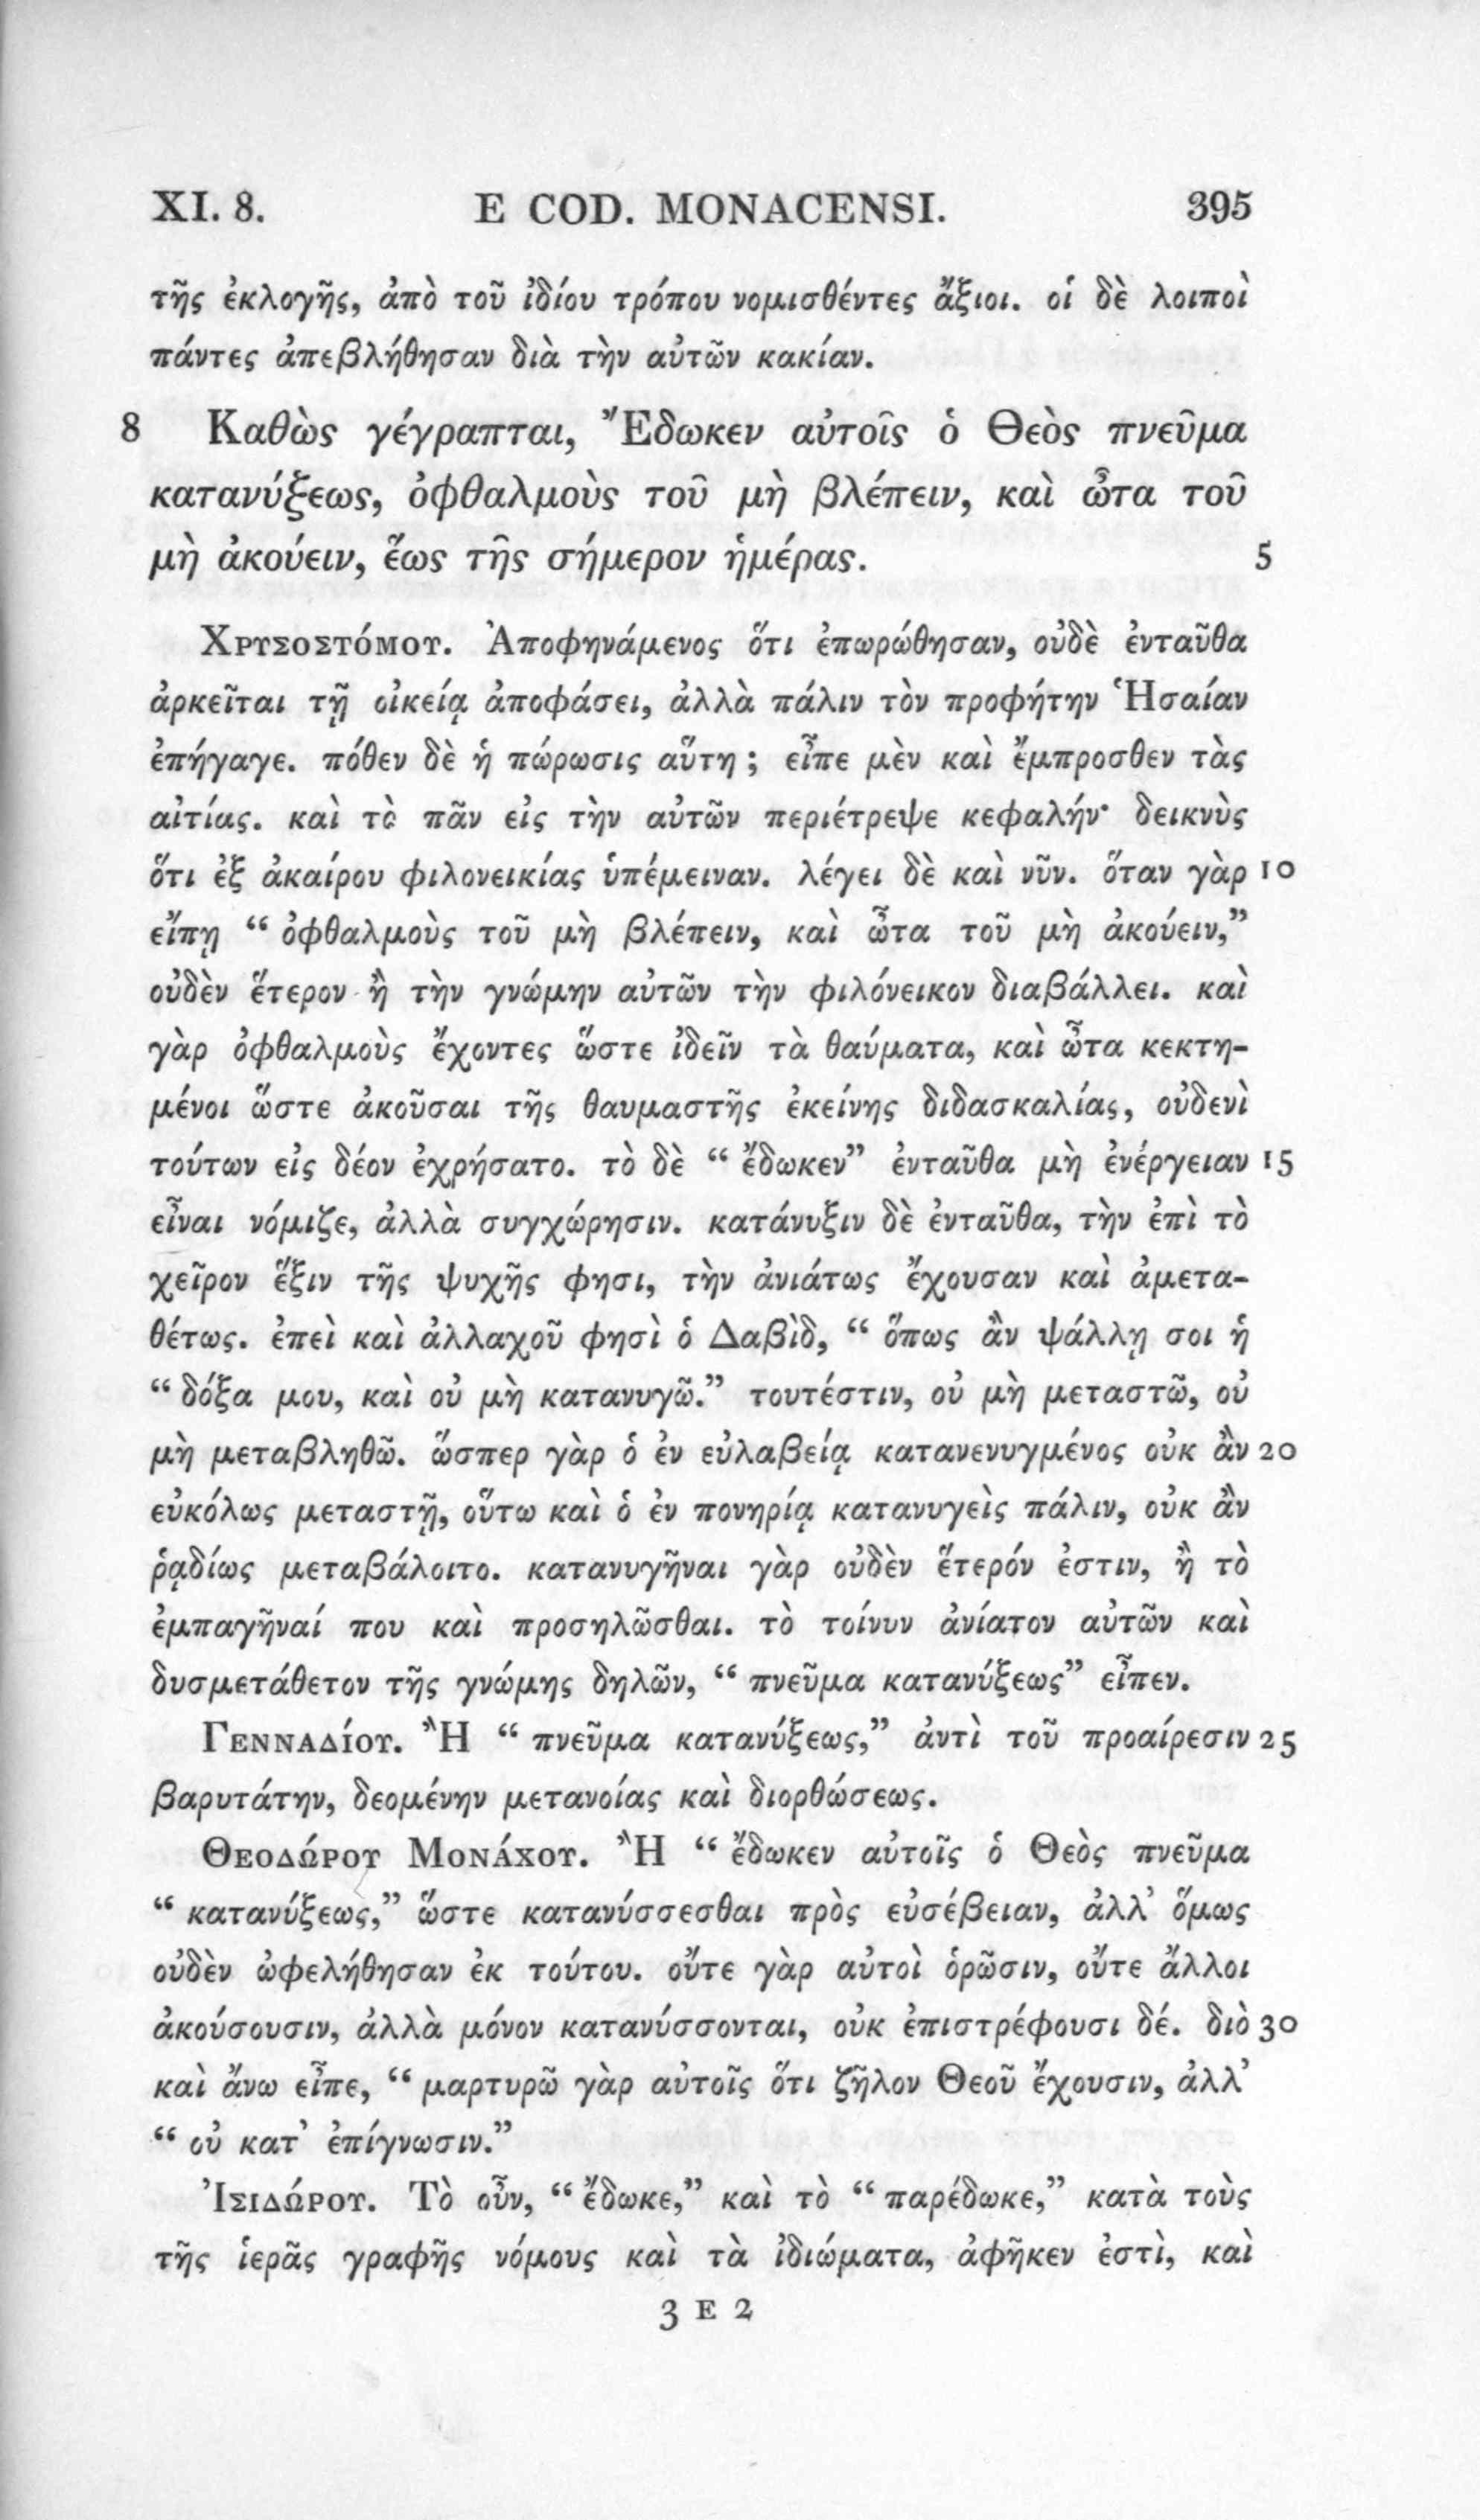 XI. 8. E COD. MONACENSI. 395
τῆς ἐκλογῆς, ἀπὸ τοῦ ἰδίου τρόπου νομισθέντες ἄξιοι. οἱ δὲ λοιποὶ
πάντες ἀπεβλήθησαν διὰ τὴν αὐτῶν κακίαν.
8 Καθὼς γέγραπται, Ἔδωκεν αὐτοῖς ὁ Θεὸς πνεῦμα
κατανύξεως, ὀφθαλμοὺς τοῦ μὴ βλέπειν, καὶ ὦτα τοῦ
μὴ ἀκούειν, ἕως τῆς σήμερον ἡμέρας. 5
Χρυσοστόμου. Ἀποφηνάμενος ὅτι ἐπωρώθησαν, οὐδὲ ἐνταῦθα
ἀρκεῖται τῇ οἰκείᾳ ἀποφάσει, ἀλλὰ πάλιν τὸν προφήτην Ἡσαίαν
ἐπήγαγε. πόθεν δὲ ἡ πώρωσις αὕτη ; εἶπε μὲν καὶ ἔμπροσθεν τὰς
αἰτίας. καὶ τὸ πᾶν εἰς τὴν αὐτῶν περιέτρεψε κεφαλήν· δεικνὺς
ὅτι ἐξ ἀκαίρου φιλονεικίας ὑπέμειναν. λέγει δὲ καὶ νῦν. ὅταν γὰρ 10
εἴπῃ “ ὀφθαλμοὺς τοῦ μὴ βλέπειν, καὶ ὦτα τοῦ μὴ ἀκούειν,”
οὐδὲν ἕτερον ἢ τὴν γνώμην αὐτῶν τὴν φιλόνεικον διαβάλλει. καὶ
γὰρ ὀφθαλμοὺς ἔχοντες ὥστε ἰδεῖν τὰ θαύματα, καὶ ὦτα κεκτη-
μένοι ὥστε ἀκοῦσαι τῆς θαυμαστῆς ἐκείνης διδασκαλίας, οὐδενὶ
τούτων εἰς δέον ἐχρήσατο. τὸ δὲ “ ἔδωκεν” ἐνταῦθα μὴ ἐνέργειαν 15
εἶναι νόμιζε, ἀλλὰ συγχώρησιν. κατάνυξιν δὲ ἐνταῦθα, τὴν ἐπὶ τὸ
χεῖρον ἕξιν τῆς ψυχῆς φησι, τὴν ἀνιάτως ἔχουσαν καὶ ἀμετα-
θέτως. ἐπεὶ καὶ ἀλλαχοῦ φησὶ ὁ Δαβὶδ, “ ὅπως ἂν ψάλλῃ σοι ἡ
“ δόξα μου, καὶ οὐ μὴ κατανυγῶ.” τουτέστιν, οὐ μὴ μεταστῶ, οὐ
μὴ μεταβληθῶ. ὥσπερ γὰρ ὁ ἐν εὐλαβείᾳ κατανενυγμένος οὐκ ἂν 20
εὐκόλως μεταστῇ, οὕτω καὶ ὁ ἐν πονηρίᾳ κατανυγεὶς πάλιν, οὐκ ἂν
ῥᾳδίως μεταβάλοιτο. κατανυγῆναι γὰρ οὐδὲν ἕτερόν ἐστιν, ἢ τὸ
ἐμπαγῆναί που καὶ προσηλῶσθαι. τὸ τοίνυν ἀνίατον αὐτῶν καὶ
δυσμετάθετον τῆς γνώμης δηλῶν, “ πνεῦμα κατανύξεως” εἶπεν.
Γενναδίου. Ἢ “ πνεῦμα κατανύξεως,” ἀντὶ τοῦ προαίρεσιν 25
βαρυτάτην, δεομένην μετανοίας καὶ διορθώσεως.
Θεοδώρου Μονάχου. Ἢ “ ἔδωκεν αὐτοῖς ὁ Θεὸς πνεῦμα
“ κατανύξεως,” ὥστε κατανύσσεσθαι πρὸς εὐσέβειαν, ἀλλ’ ὅμως
οὐδὲν ὠφελήθησαν ἐκ τούτου. οὔτε γὰρ αὐτοὶ ὁρῶσιν, οὔτε ἄλλοι
ἀκούσουσιν, ἀλλὰ μόνον κατανύσσονται, οὐκ ἐπιστρέφουσι δέ. διὸ 30
καὶ ἄνω εἶπε, “ μαρτυρῶ γὰρ αὐτοῖς ὅτι ζῆλον Θεοῦ ἔχουσιν, ἀλλ’
“ οὐ κατ’ ἐπίγνωσιν.”
Ἰσιδώρου. Τὸ οὖν, “ ἔδωκε,” καὶ τὸ “ παρέδωκε,” κατὰ τοὺς
τῆς ἱερᾶς γραφῆς νόμους καὶ τὰ ἰδιώματα, ἀφῆκεν ἐστὶ, καὶ
3 E 2